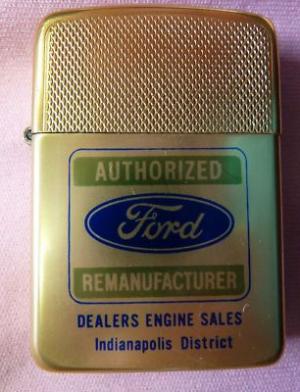 AUTHORIZED
Ford
REMANUFACTURER
DEALERS ENGINE SALES
Indianapolis District